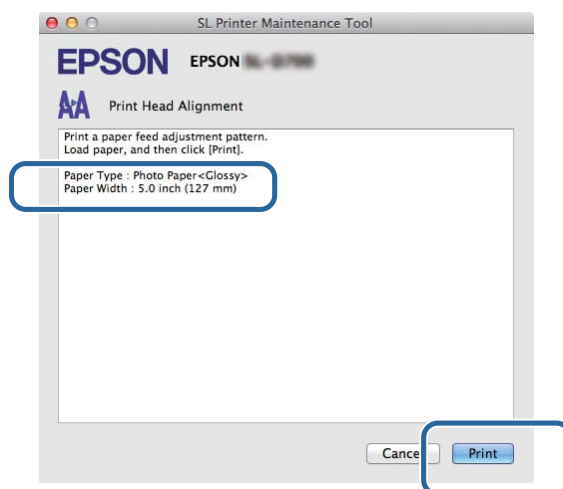 SL Printer Maintenance Tool
EPSON EPSON
Print Head Alignment
Print a paper feed adjustment pattern.
Load paper, and then click [Print].
Paper Type : Photo Paper<Glossy>
Paper Width : 5.0 inch (127 mm)
Cancel Print